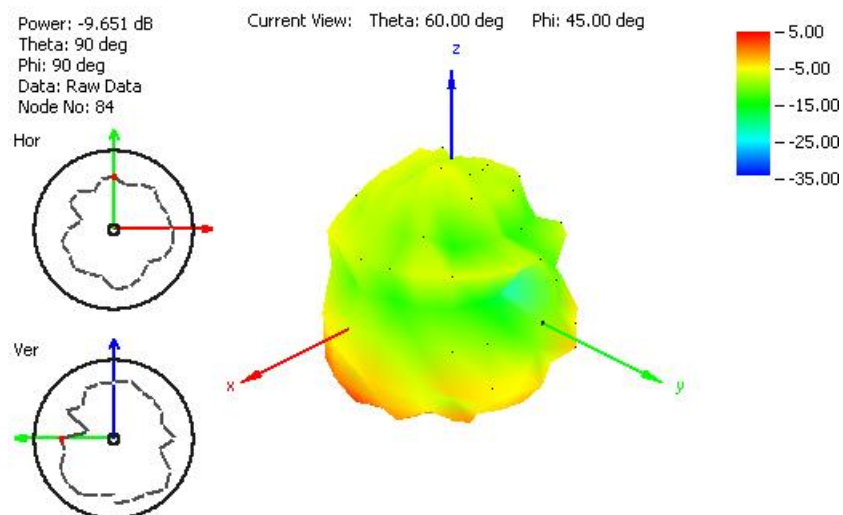 Power: -9.651 dB
Theta: 90 deg
Phi: 90 deg
Data: Raw Data
Node No: 84
Current View: Theta: 60.00 deg Phi: 45.00 deg
z
x
y
Hor
Ver
5.00
-5.00
-15.00
-25.00
-35.00